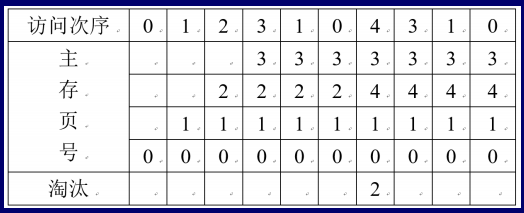 访问次序 0 1 2 3 1 0 4 3 1 0
主 3 3 3 3 3 3 3
存 2 2 2 2 4 4 4 4
页 1 1 1 1 1 1 1 1 1
号 0 0 0 0 0 0 0 0 0 0
淘汰 2